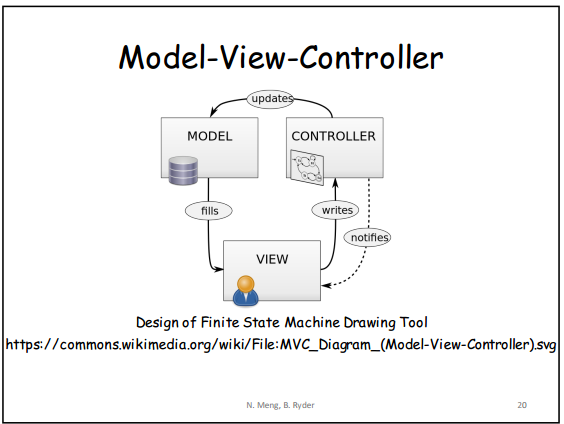 Model-View-Controller
updates
MODEL
CONTROLLER
fills
writes
notifies
VIEW
Design of Finite State Machine Drawing Tool
https://commons.wikimedia.org/wiki/File:MVC_Diagram_(Model-View-Controller).svg
N. Meng, B. Ryder
20